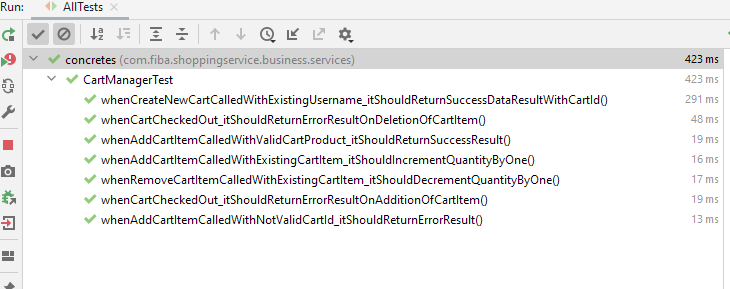 Run: AllTests
concretes (com.fiba.shoppingservice.business.services) 423 ms
CartManagerTest 423 ms
whenCreateNewCartCalledWithExistingUsername_itShouldReturnSuccessDataResultWithCartId() 291 ms
whenCartCheckedOut_itShouldReturnErrorResultOnDeletionOfCartItem() 48 ms
whenAddCartItemCalledWithValidCartProduct_itShouldReturnSuccessResult() 19 ms
whenAddCartItemCalledWithExistingCartItem_itShouldIncrementQuantityByOne() 16 ms
whenRemoveCartItemCalledWithExistingCartItem_itShouldDecrementQuantityByOne() 17 ms
whenCartCheckedOut_itShouldReturnErrorResultOnAdditionOfCartItem() 19 ms
whenAddCartItemCalledWithNotValidCartId_itShouldReturnErrorResult() 13 ms